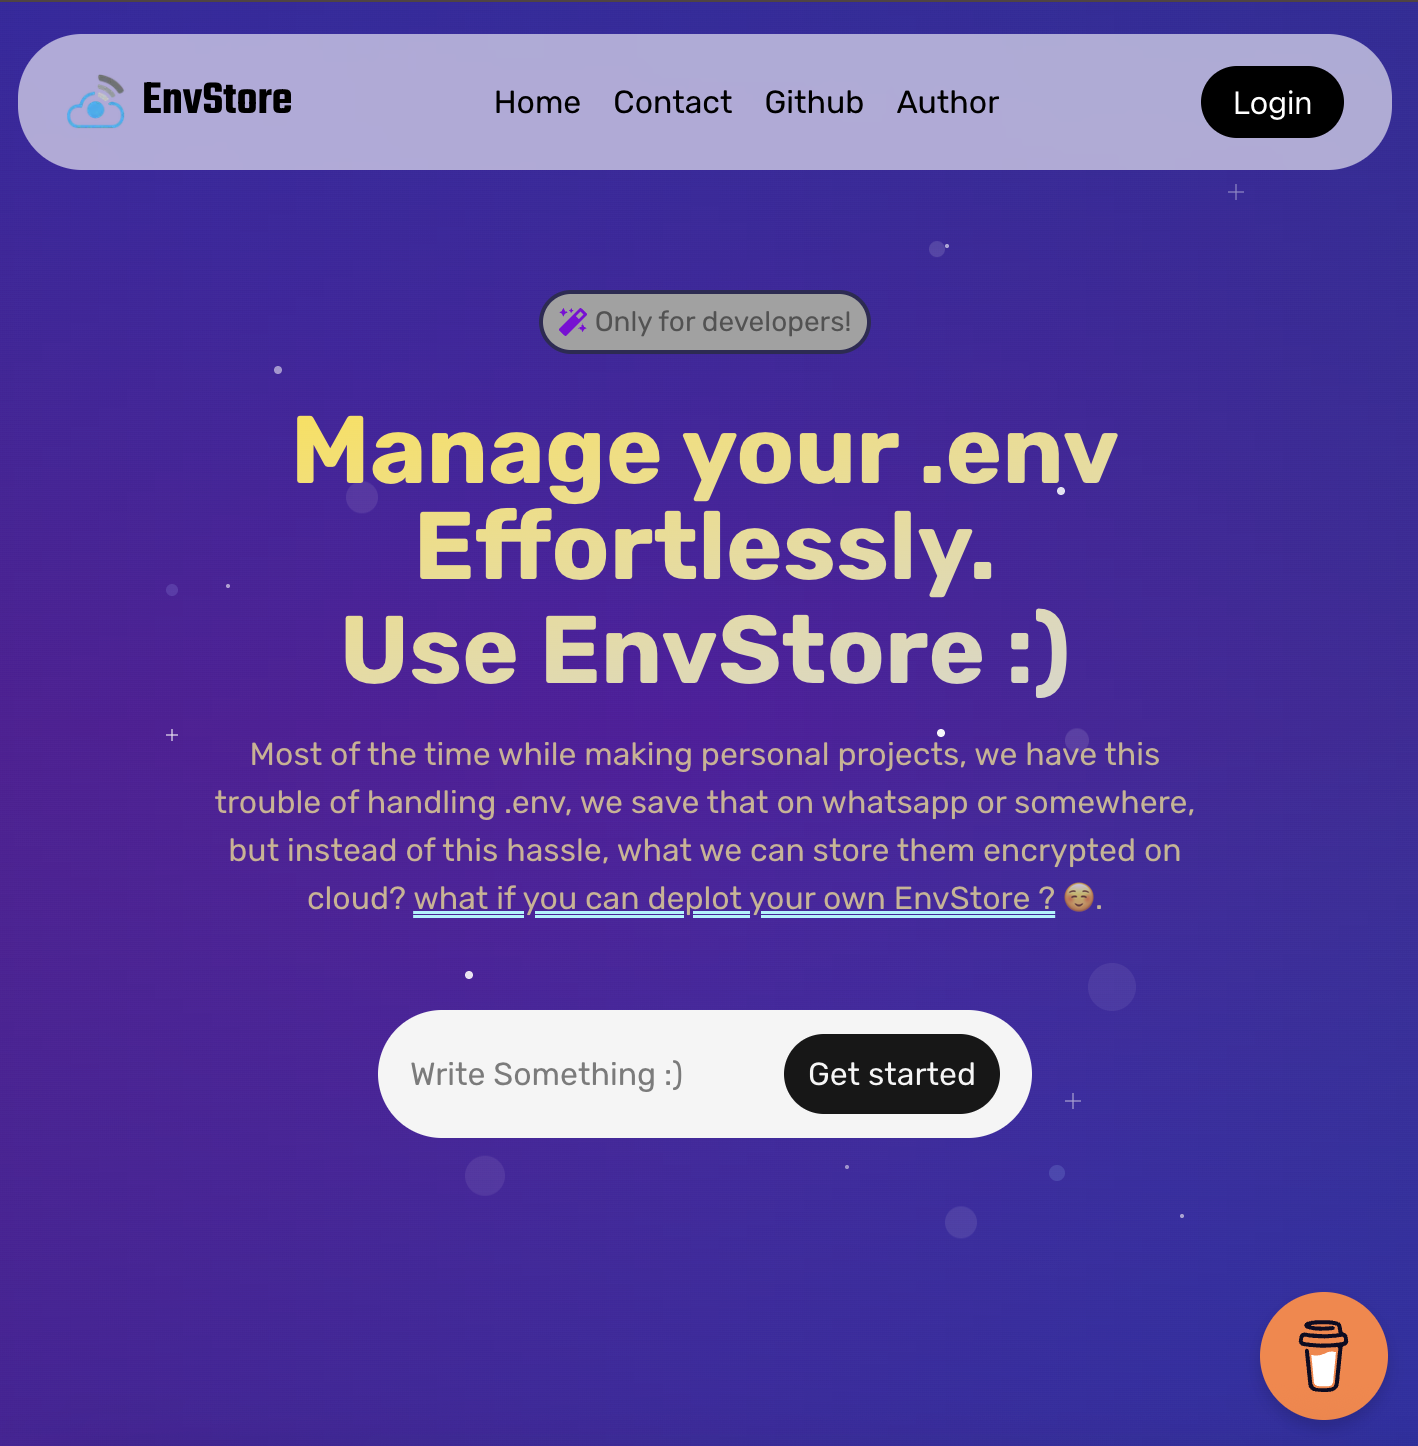 EnvStore
Home Contact Github Author
Login
Only for developers!
Manage your .env
Effortlessly.
Use EnvStore :)
Most of the time while making personal projects, we have this
trouble of handling .env, we save that on whatsapp or somewhere,
but instead of this hassle, what we can store them encrypted on
cloud? what if you can deplot your own EnvStore ? ☺️.
Write Something :)
Get started